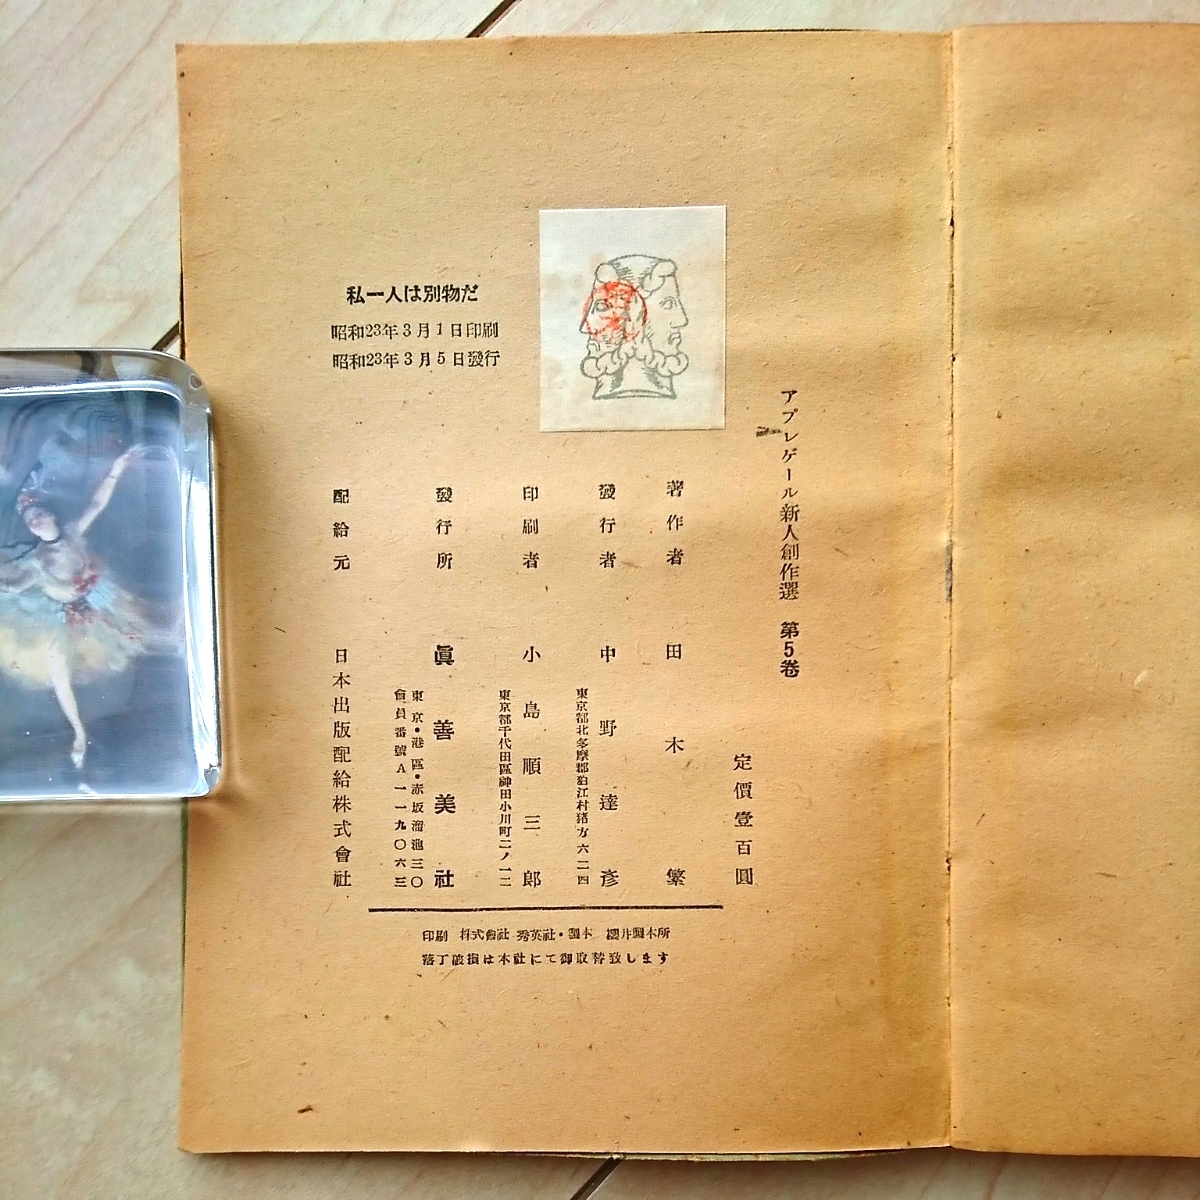 アプレゲール新人創作選　第5巻
定價壹百圓
私一人は別物だ
昭和23年3月1日印刷
昭和23年3月5日發行
著作者　田木繁
發行者　中野達彦
東京都北多摩郡狛江村猪方六二四
印刷者　小島順三郎
東京都千代田區神田小川町二ノ一二
發行所　眞善美社
東京・港區・赤坂溜池三〇
會員番號A一一九〇六三
配給元　日本出版配給株式會社
印刷　株式會社 秀英社・製本　櫻井製本所
落丁破損は本社にて御取替致します